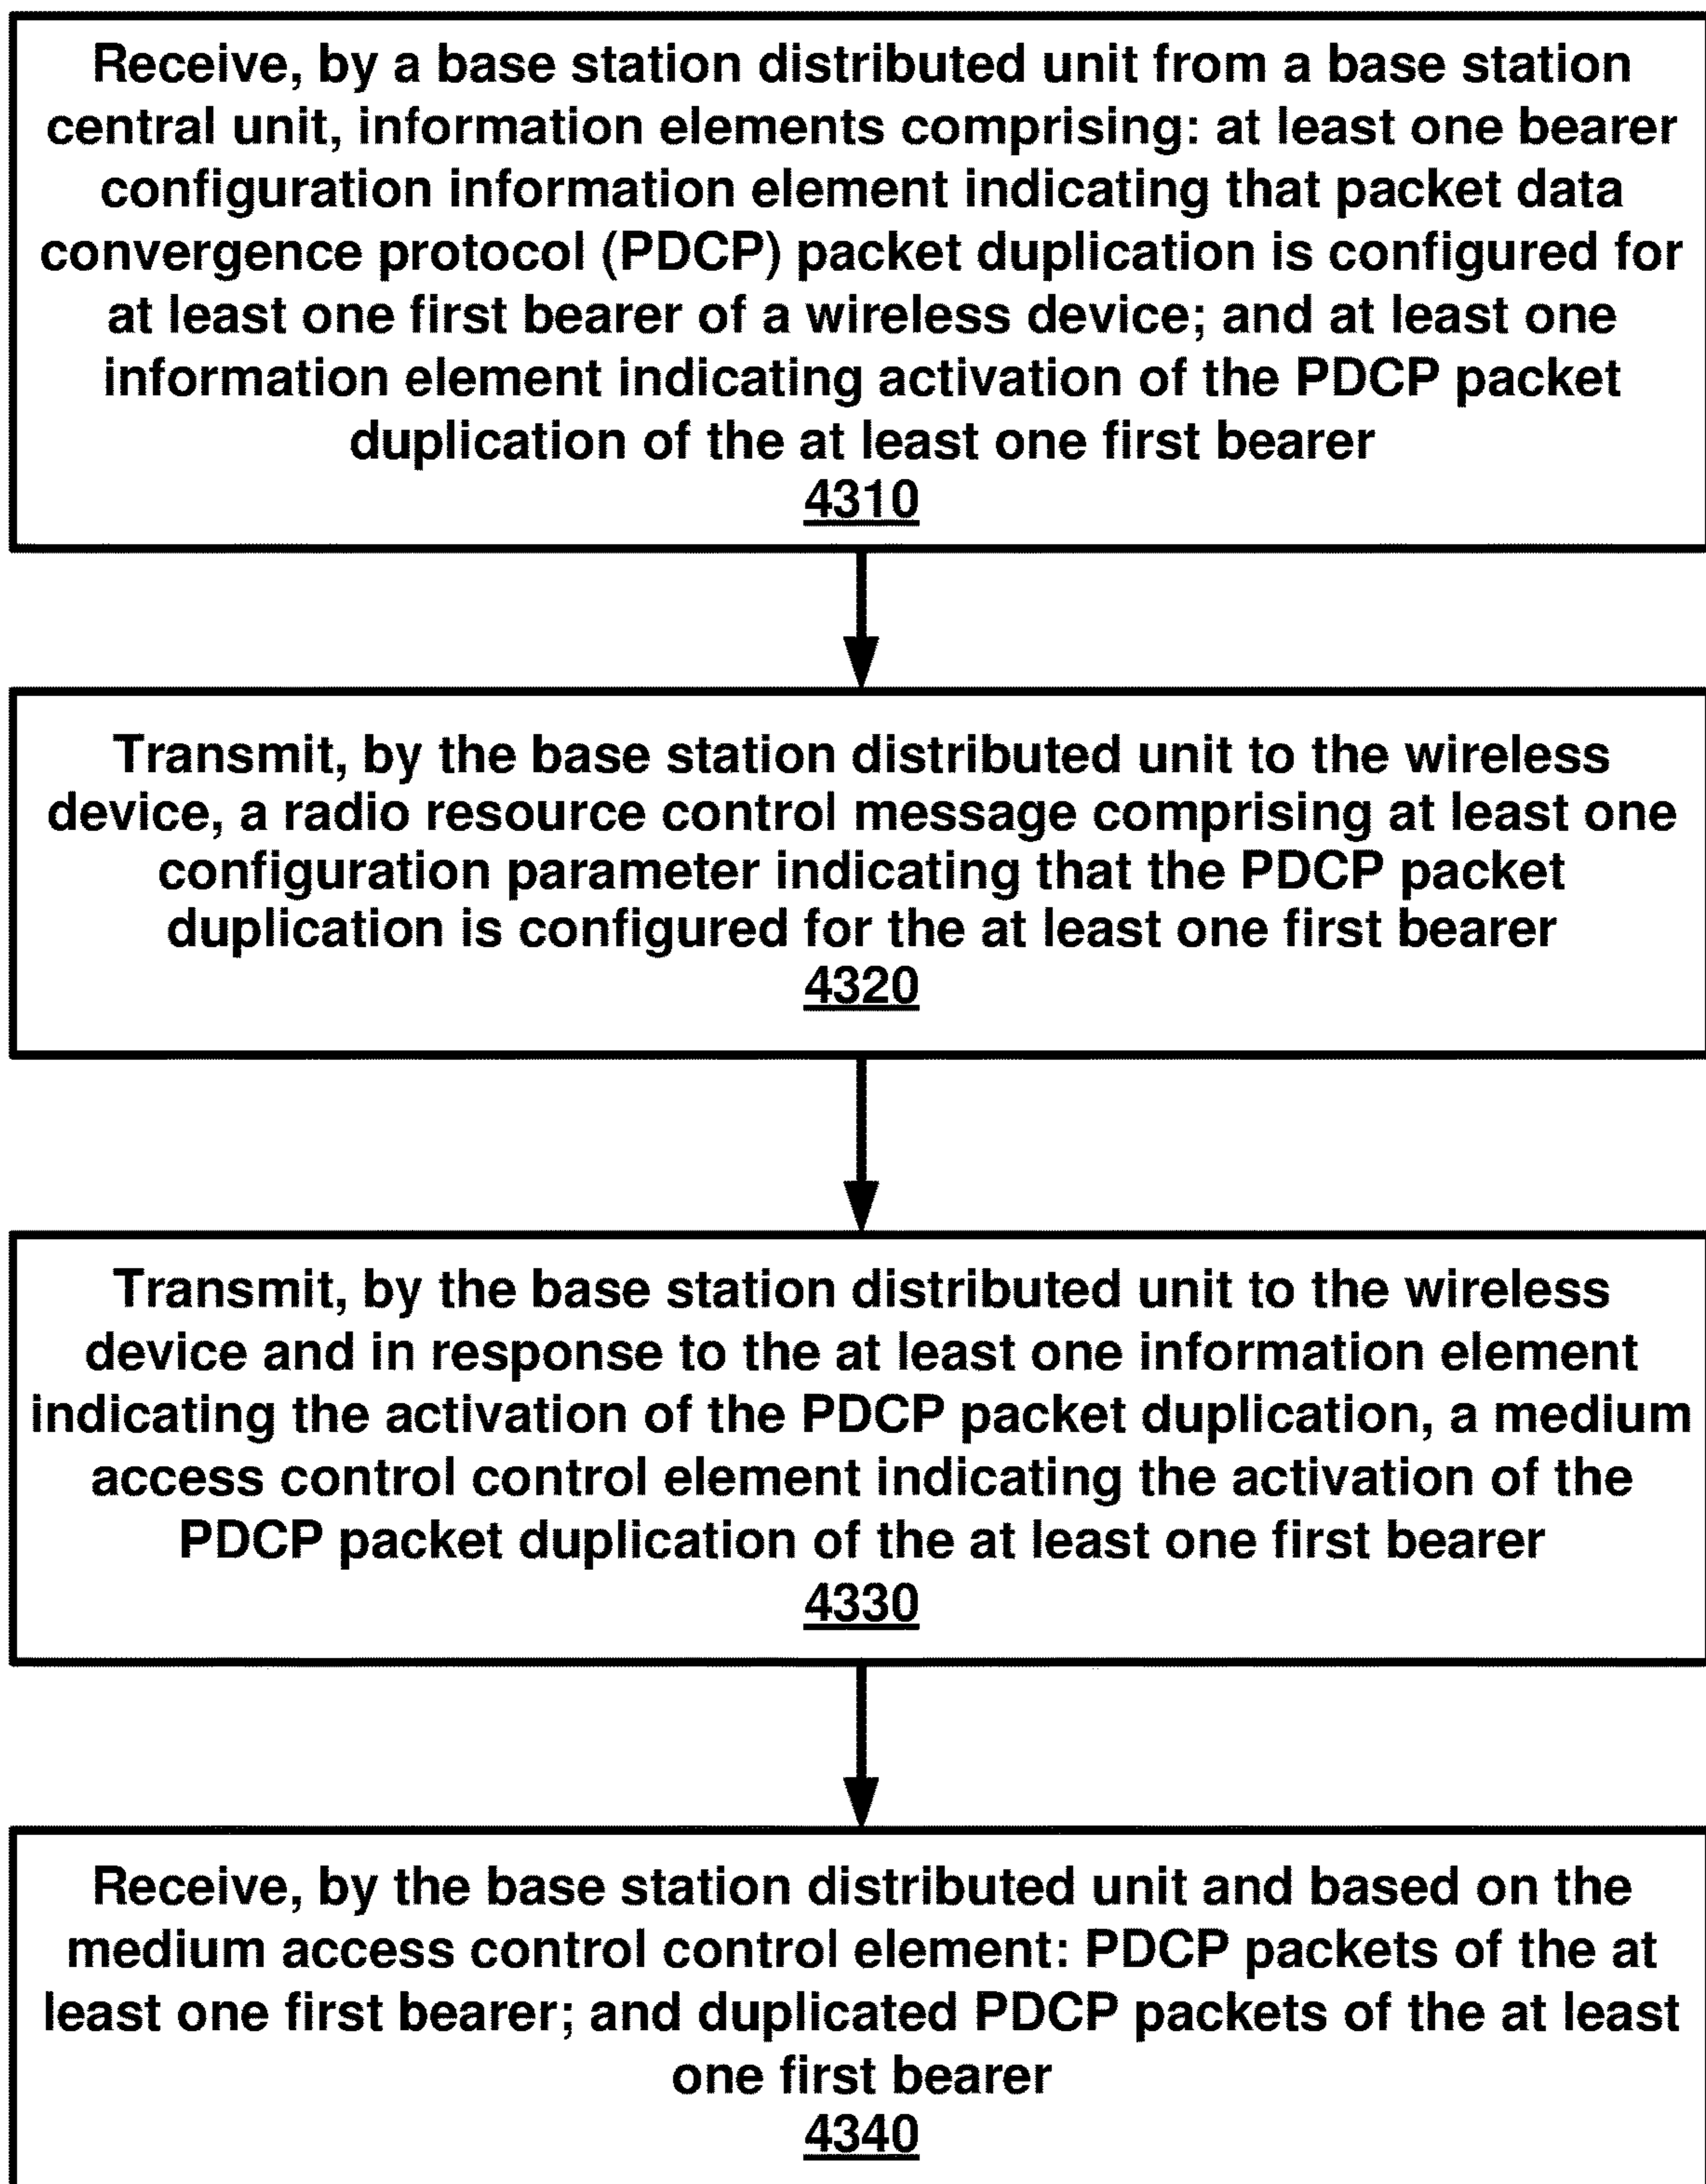 Receive, by a base station distributed unit from a base station
central unit, information elements comprising: at least one bearer
configuration information element indicating that packet data
convergence protocol (PDCP) packet duplication is configured for
at least one first bearer of a wireless device; and at least one
information element indicating activation of the PDCP packet
duplication of the at least one first bearer
4310
Transmit, by the base station distributed unit to the wireless
device, a radio resource control message comprising at least one
configuration parameter indicating that the PDCP packet
duplication is configured for the at least one first bearer
4320
Transmit, by the base station distributed unit to the wireless
device and in response to the at least one information element
indicating the activation of the PDCP packet duplication, a medium
access control control element indicating the activation of the
PDCP packet duplication of the at least one first bearer
4330
Receive, by the base station distributed unit and based on the
medium access control control element: PDCP packets of the at
least one first bearer; and duplicated PDCP packets of the at least
one first bearer
4340